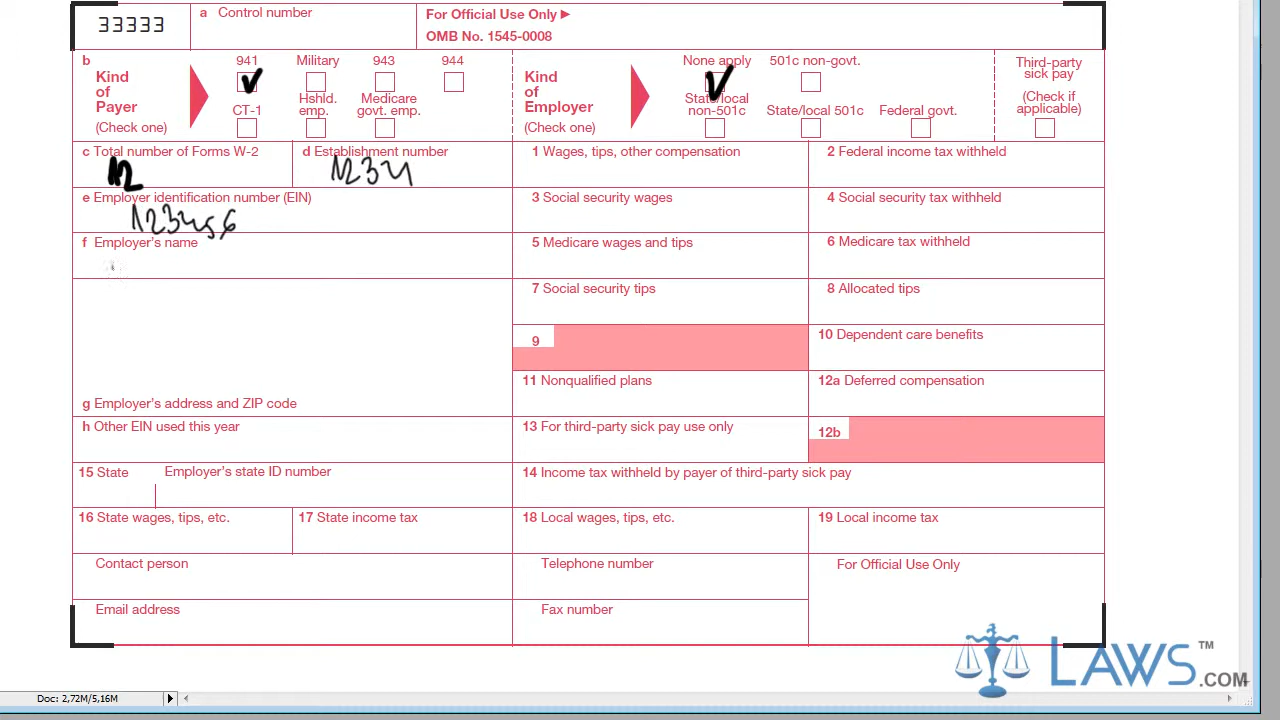 33333
a Control number
For Official Use Only ►
OMB No. 1545-0008
b
Kind
of
Payer
(Check one)
941
Military
943
944
CT-1
Hshld.
emp.
Medicare
govt. emp.
Kind
of
Employer
(Check one)
None apply
501c non-govt.
State/local
non-501c
State/local 501c
Federal govt.
Third-party
sick pay
(Check if
applicable)
c Total number of Forms W-2
12
d Establishment number
1234
1 Wages, tips, other compensation
2 Federal income tax withheld
e Employer identification number (EIN)
123456
3 Social security wages
4 Social security tax withheld
f Employer's name
5 Medicare wages and tips
6 Medicare tax withheld
7 Social security tips
8 Allocated tips
9
10 Dependent care benefits
11 Nonqualified plans
12a Deferred compensation
g Employer's address and ZIP code
h Other EIN used this year
13 For third-party sick pay use only
12b
15 State
Employer's state ID number
14 Income tax withheld by payer of third-party sick pay
16 State wages, tips, etc.
17 State income tax
18 Local wages, tips, etc.
19 Local income tax
Contact person
Telephone number
For Official Use Only
Email address
Fax number
LAWS™
.COM
Doc: 2,72M/5,16M